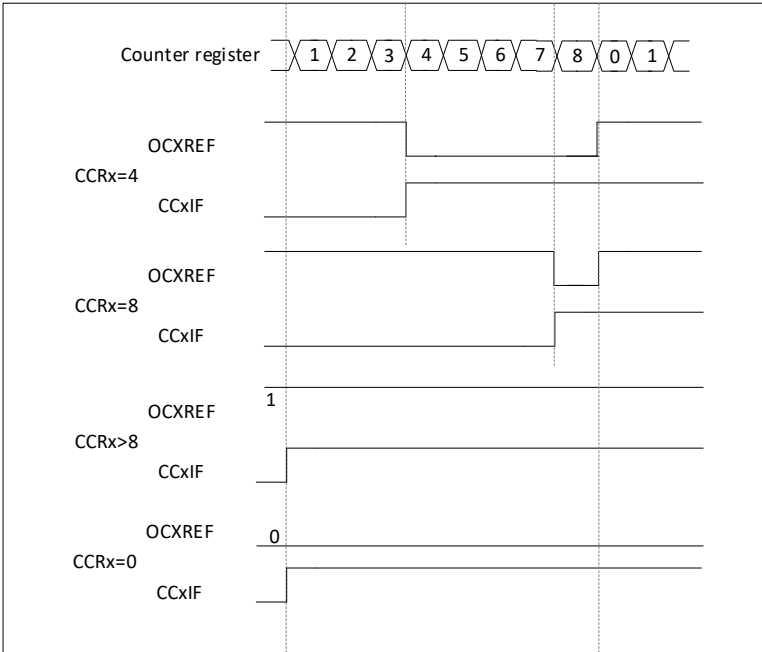 Counter register 1 2 3 4 5 6 7 8 0 1
OCXREF
CCRx=4
CCxIF
OCXREF
CCRx=8
CCxIF
1
OCXREF
CCRx>8
CCxIF
OCXREF 0
CCRx=0
CCxIF